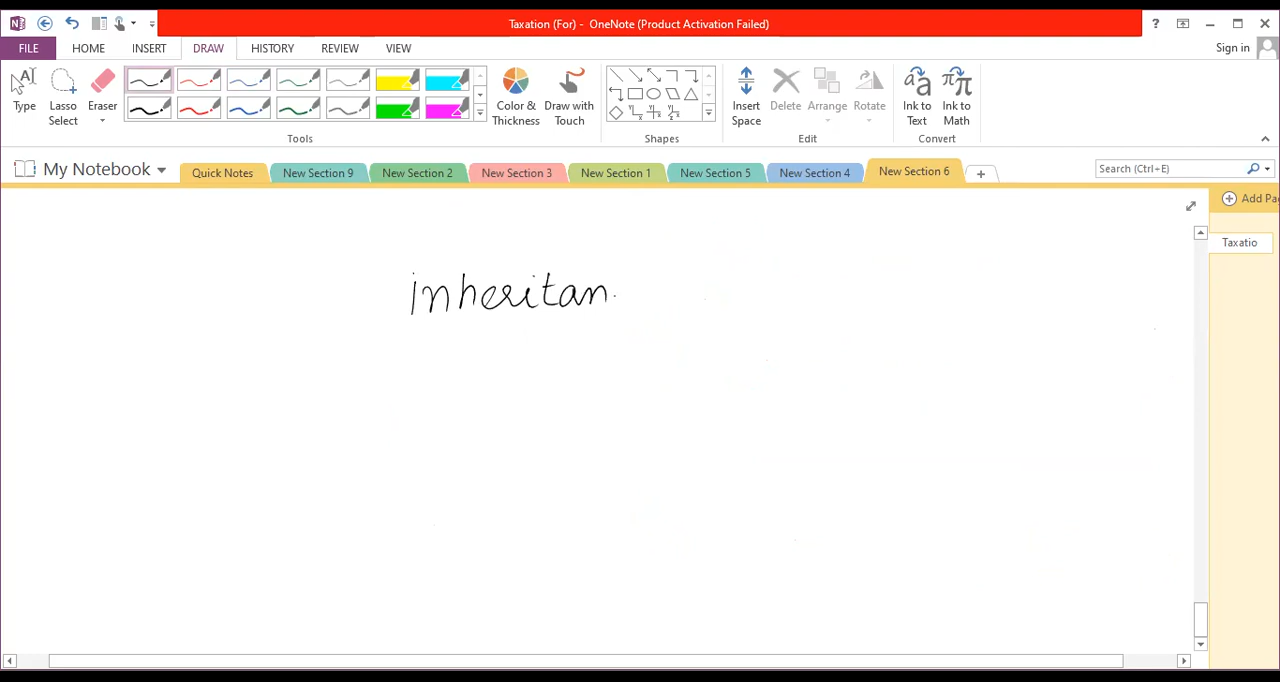 Taxation (For) - OneNote (Product Activation Failed)
?
FILE HOME INSERT DRAW HISTORY REVIEW VIEW
Sign in
Type Lasso Select Eraser
Color & Thickness Draw with Touch
Insert Space Delete Arrange Rotate
Ink to Text Ink to Math
Tools Shapes Edit Convert
My Notebook Quick Notes New Section 9 New Section 2 New Section 3 New Section 1 New Section 5 New Section 4 New Section 6 Search (Ctrl+E)
Add Pa
Taxatio
inheritan